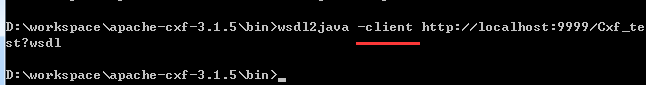 D:\workspace\apache-cxf-3.1.5\bin>wsdl2java -client http://localhost:9999/Cxf_te
st?wsdl
D:\workspace\apache-cxf-3.1.5\bin>